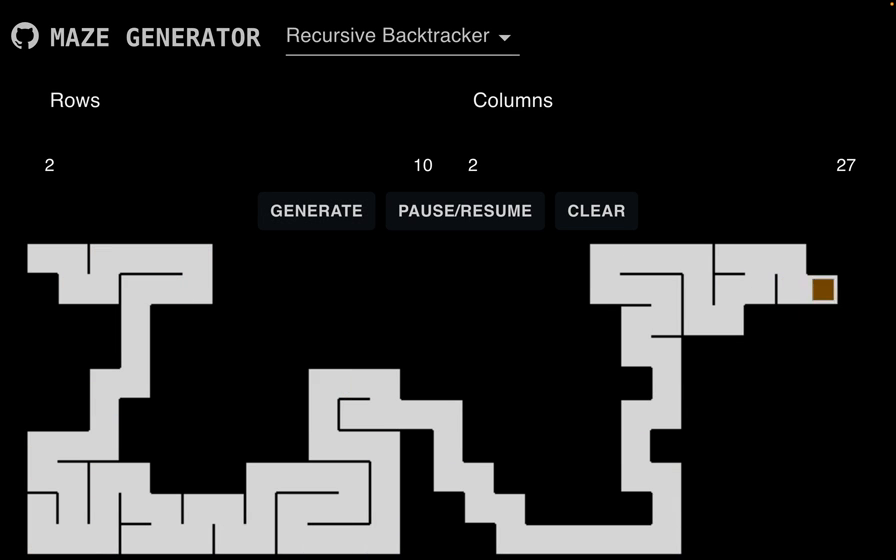 MAZE GENERATOR Recursive Backtracker
Rows Columns
2 10 2 27
GENERATE PAUSE/RESUME CLEAR